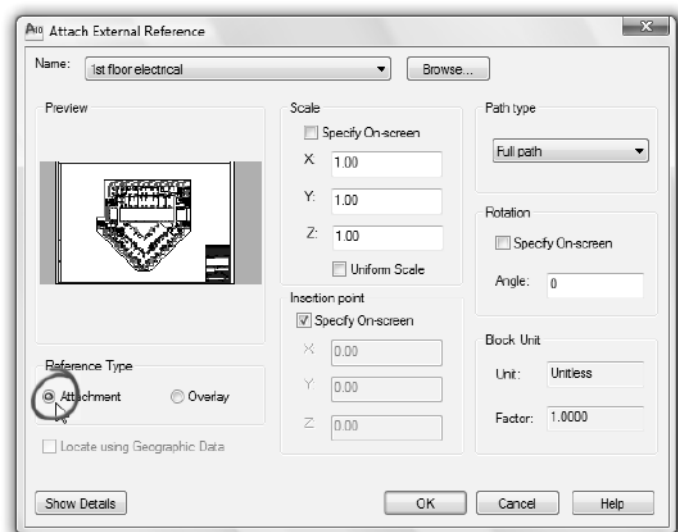 Attach External Reference
Name: 1st floor electrical Browse...
Preview
Reference Type
Attachment Overlay
Locate using Geographic Data
Scale
Specify On-screen
X: 1.00
Y: 1.00
Z: 1.00
Uniform Scale
Insertion point
Specify On-screen
X 0.00
Y 0.00
Z 0.00
Path type
Full path
Rotation
Specify On-screen
Angle: 0
Block Unit
Unit: Unitless
Factor: 1.0000
Show Details OK Cancel Help